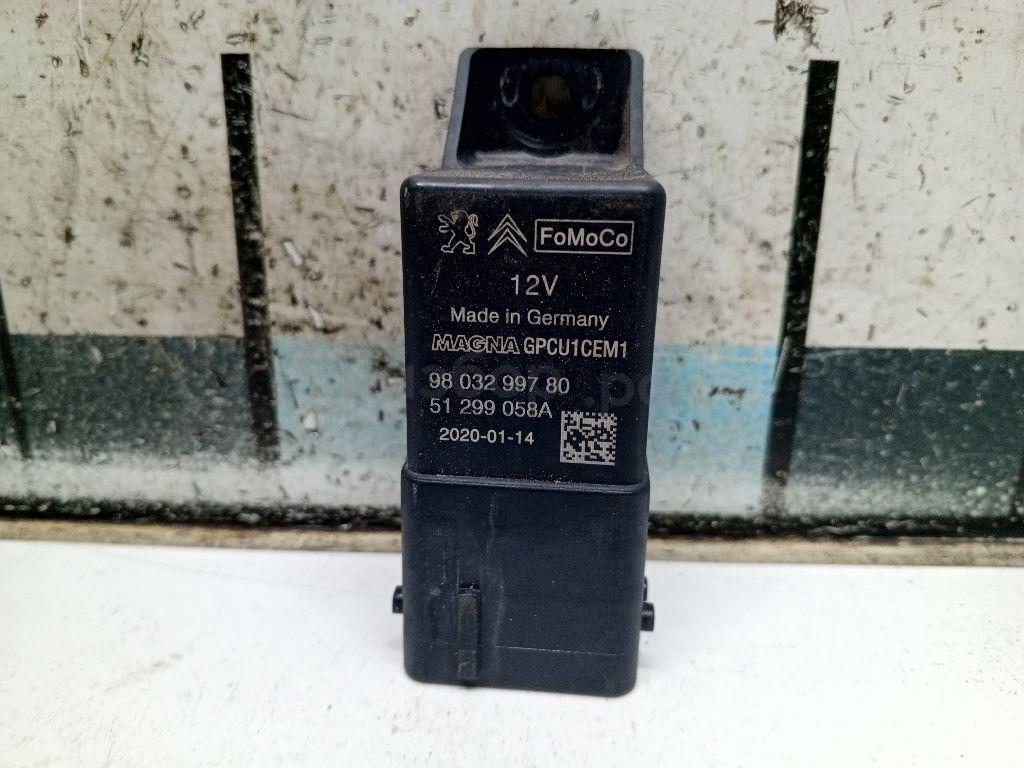 FoMoCo
12V
Made in Germany
MAGNA GPCU1CEM1
98 032 997 80
51 299 058A
2020-01-14